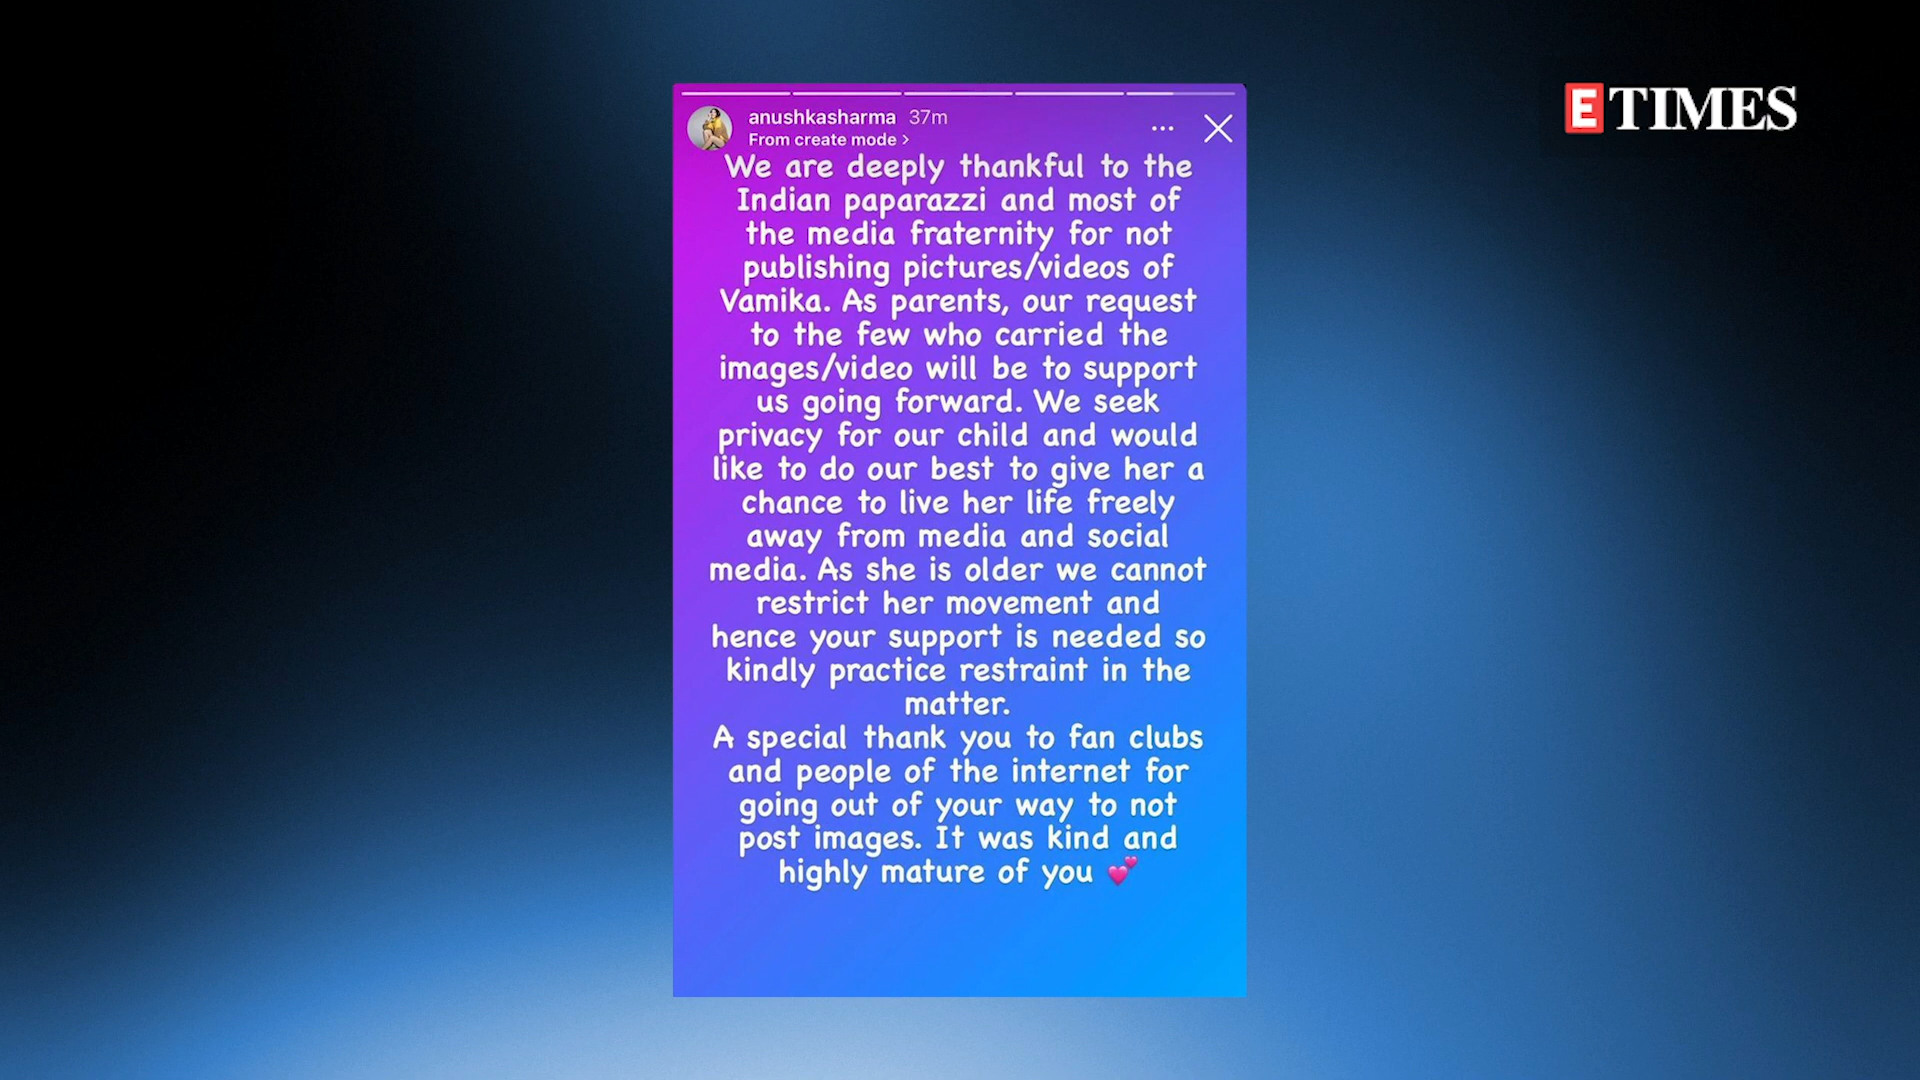 ETIMES
anushkasharma 37m
From create mode >
We are deeply thankful to the
Indian paparazzi and most of
the media fraternity for not
publishing pictures/videos of
Vamika. As parents, our request
to the few who carried the
images/video will be to support
us going forward. We seek
privacy for our child and would
like to do our best to give her a
chance to live her life freely
away from media and social
media. As she is older we cannot
restrict her movement and
hence your support is needed so
kindly practice restraint in the
matter.
A special thank you to fan clubs
and people of the internet for
going out of your way to not
post images. It was kind and
highly mature of you 💕